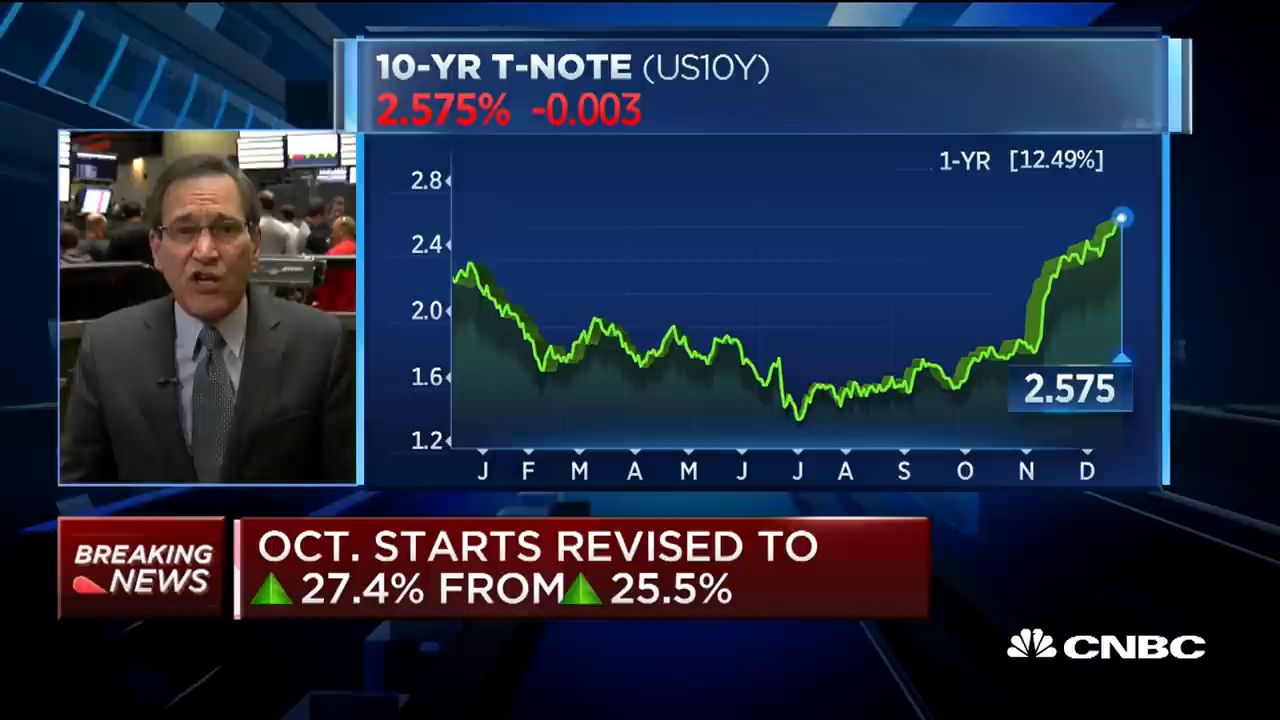 10-YR T-NOTE (US10Y)
2.575% -0.003
1-YR [12.49%]
2.8
2.4
2.0
1.6
1.2
2.575
J F M A M J J A S O N D
BREAKING
NEWS
OCT. STARTS REVISED TO
27.4% FROM 25.5%
CNBC